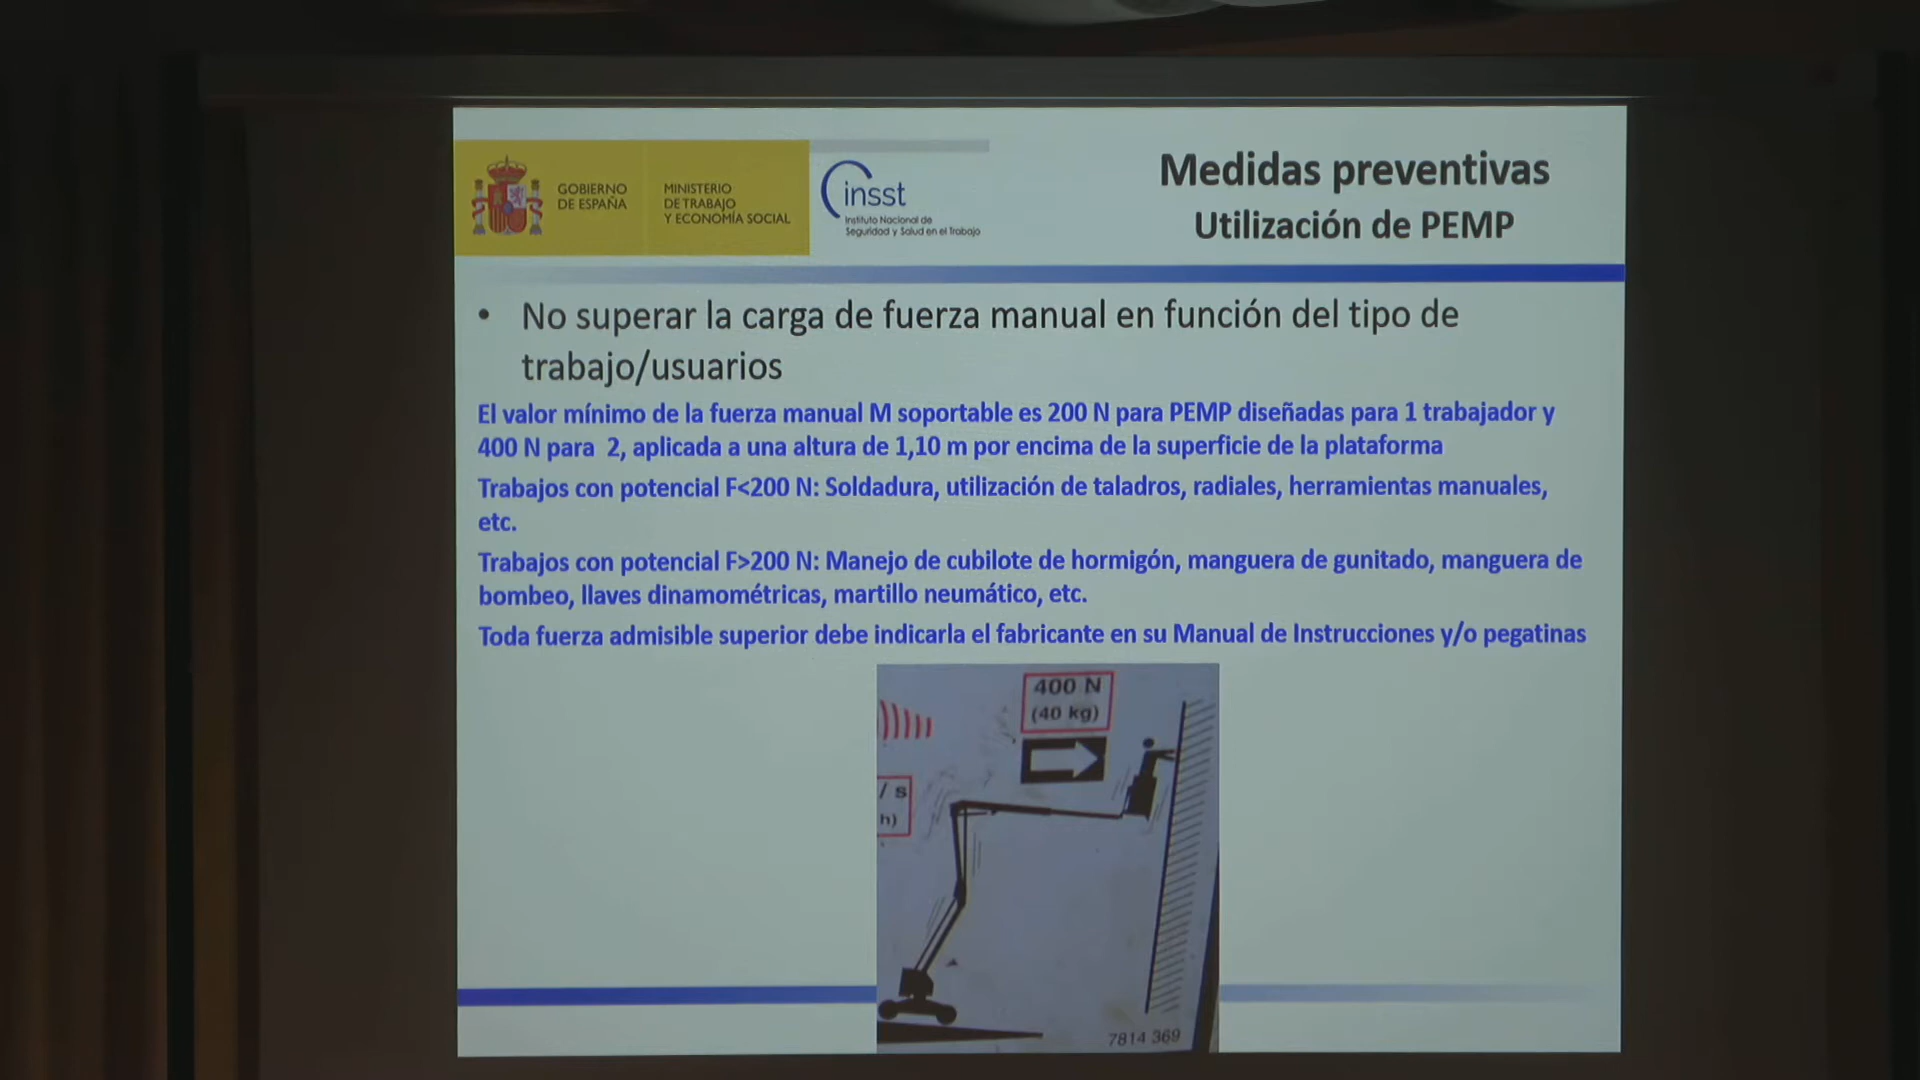 GOBIERNO
DE ESPAÑA
MINISTERIO
DE TRABAJO
Y ECONOMÍA SOCIAL
insst
Instituto Nacional de
Seguridad y Salud en el Trabajo
Medidas preventivas
Utilización de PEMP
• No superar la carga de fuerza manual en función del tipo de
trabajo/usuarios
El valor mínimo de la fuerza manual M soportable es 200 N para PEMP diseñadas para 1 trabajador y
400 N para 2, aplicada a una altura de 1,10 m por encima de la superficie de la plataforma
Trabajos con potencial F<200 N: Soldadura, utilización de taladros, radiales, herramientas manuales,
etc.
Trabajos con potencial F>200 N: Manejo de cubilote de hormigón, manguera de gunitado, manguera de
bombeo, llaves dinamométricas, martillo neumático, etc.
Toda fuerza admisible superior debe indicarla el fabricante en su Manual de Instrucciones y/o pegatinas
400 N
(40 kg)
/ s
h)
7814 369